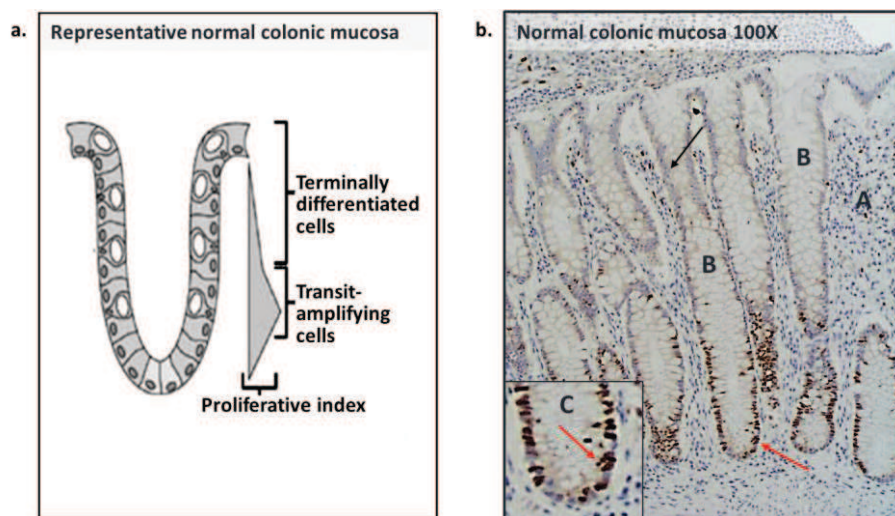 a.
Representative normal colonic mucosa
Terminally
differentiated
cells
Transit-
amplifying
cells
Proliferative index
b.
Normal colonic mucosa 100X
B
A
B
C